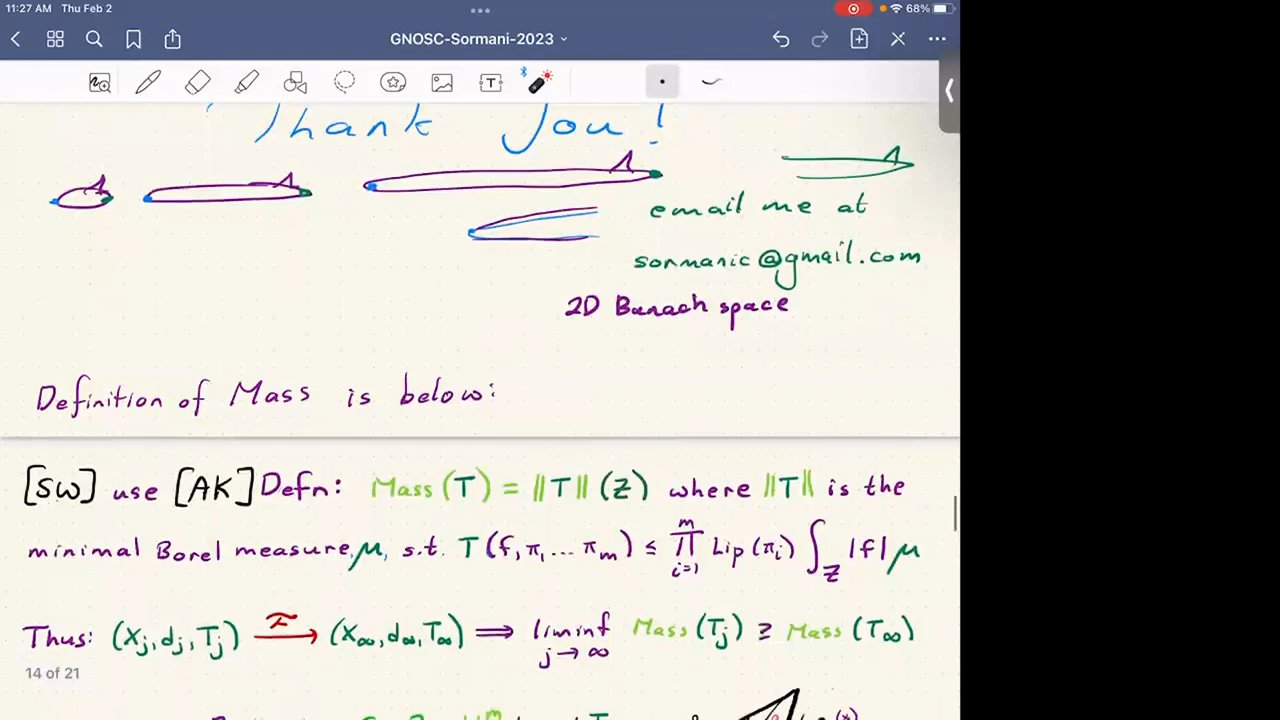 11:27 AM Thu Feb 2
68%
GNOSC-Sormani-2023
T
Thank You!
email me at
sormanic@gmail.com
2D Banach space
Definition of Mass is below:
[SW] use [AK] Defn: Mass(T) = ‖T‖(Z) where ‖T‖ is the
minimal Borel measure, μ, s.t. T(f, π₁ ... πₘ) ≤ ∏ᵢ₌₁ᵐ Lip(πᵢ) ∫_Z |f| μ
Thus: (Xⱼ, dⱼ, Tⱼ) —ℱ→ (X∞, d∞, T∞) ⟹ liminf j→∞ Mass(Tⱼ) ≥ Mass(T∞)
14 of 21